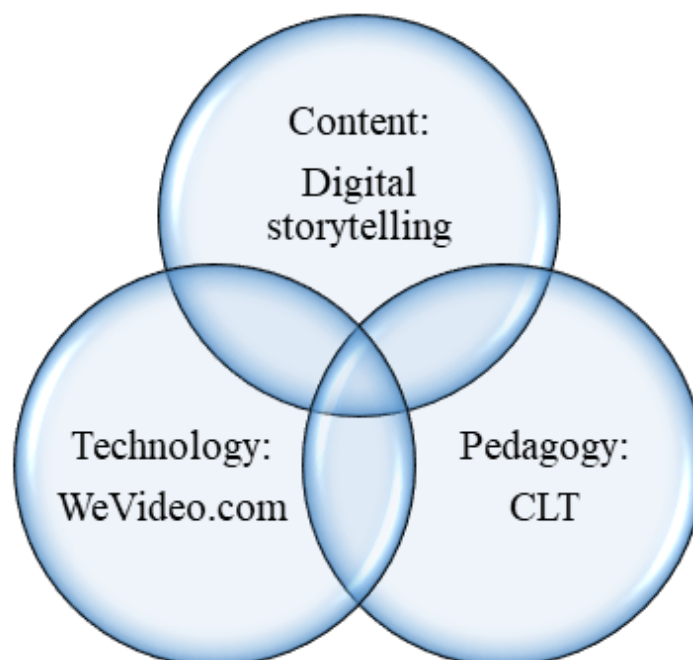 Content:
Digital
storytelling
Technology:
WeVideo.com
Pedagogy:
CLT